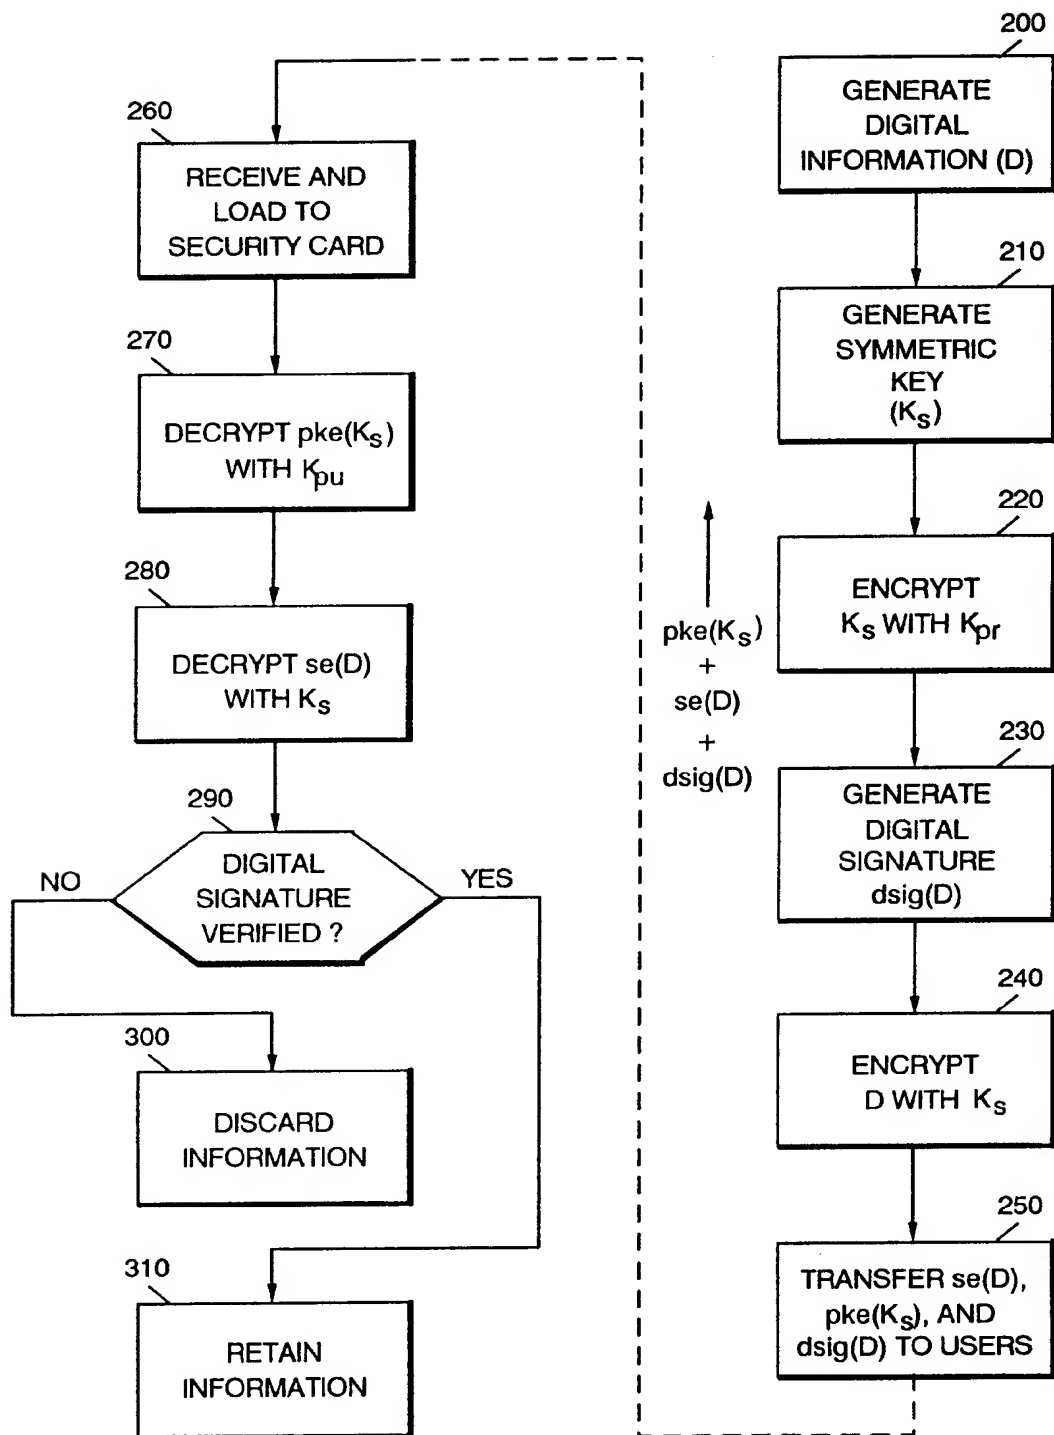 200
GENERATE
DIGITAL
INFORMATION (D)
210
GENERATE
SYMMETRIC
KEY
(Ks)
220
ENCRYPT
Ks WITH Kpr
230
GENERATE
DIGITAL
SIGNATURE
dsig(D)
240
ENCRYPT
D WITH Ks
250
TRANSFER se(D),
pke(Ks), AND
dsig(D) TO USERS
pke(Ks)
+
se(D)
+
dsig(D)
260
RECEIVE AND
LOAD TO
SECURITY CARD
270
DECRYPT pke(Ks)
WITH Kpu
280
DECRYPT se(D)
WITH Ks
290
DIGITAL
SIGNATURE
VERIFIED ?
NO
YES
300
DISCARD
INFORMATION
310
RETAIN
INFORMATION